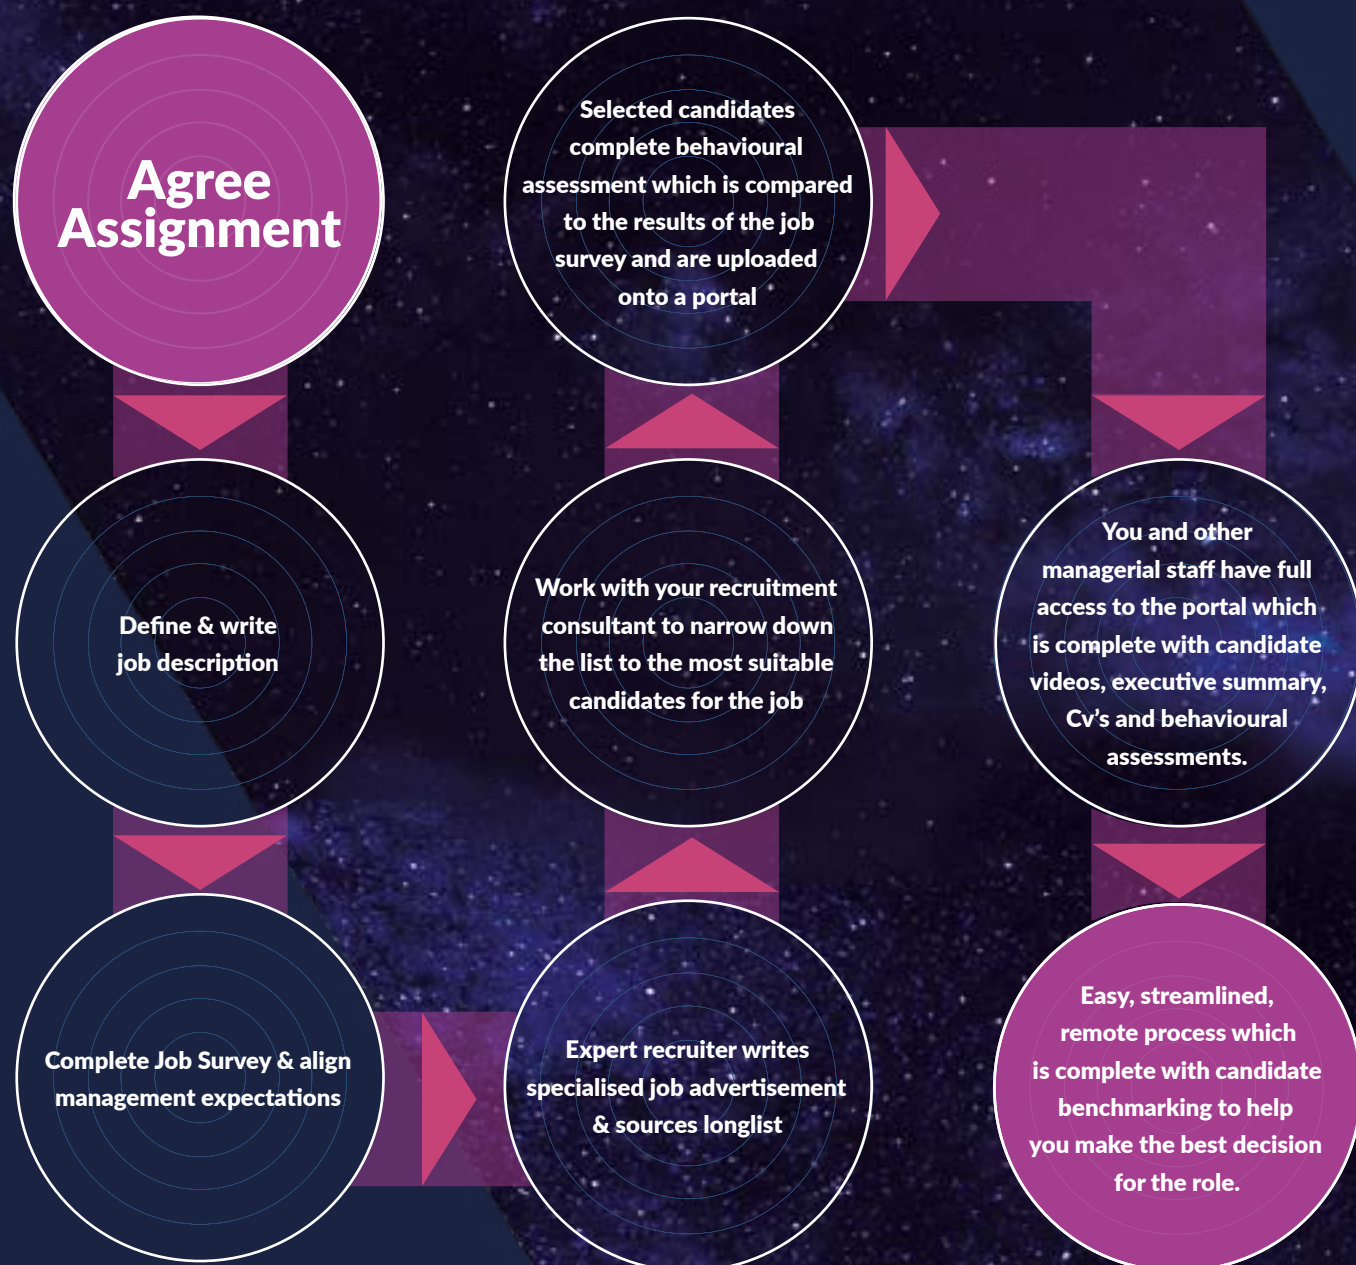 Agree
Assignment
Define & write
job description
Complete Job Survey & align
management expectations
Expert recruiter writes
specialised job advertisement
& sources longlist
Work with your recruitment
consultant to narrow down
the list to the most suitable
candidates for the job
Selected candidates
complete behavioural
assessment which is compared
to the results of the job
survey and are uploaded
onto a portal
You and other
managerial staff have full
access to the portal which
is complete with candidate
videos, executive summary,
Cv's and behavioural
assessments.
Easy, streamlined,
remote process which
is complete with candidate
benchmarking to help
you make the best decision
for the role.